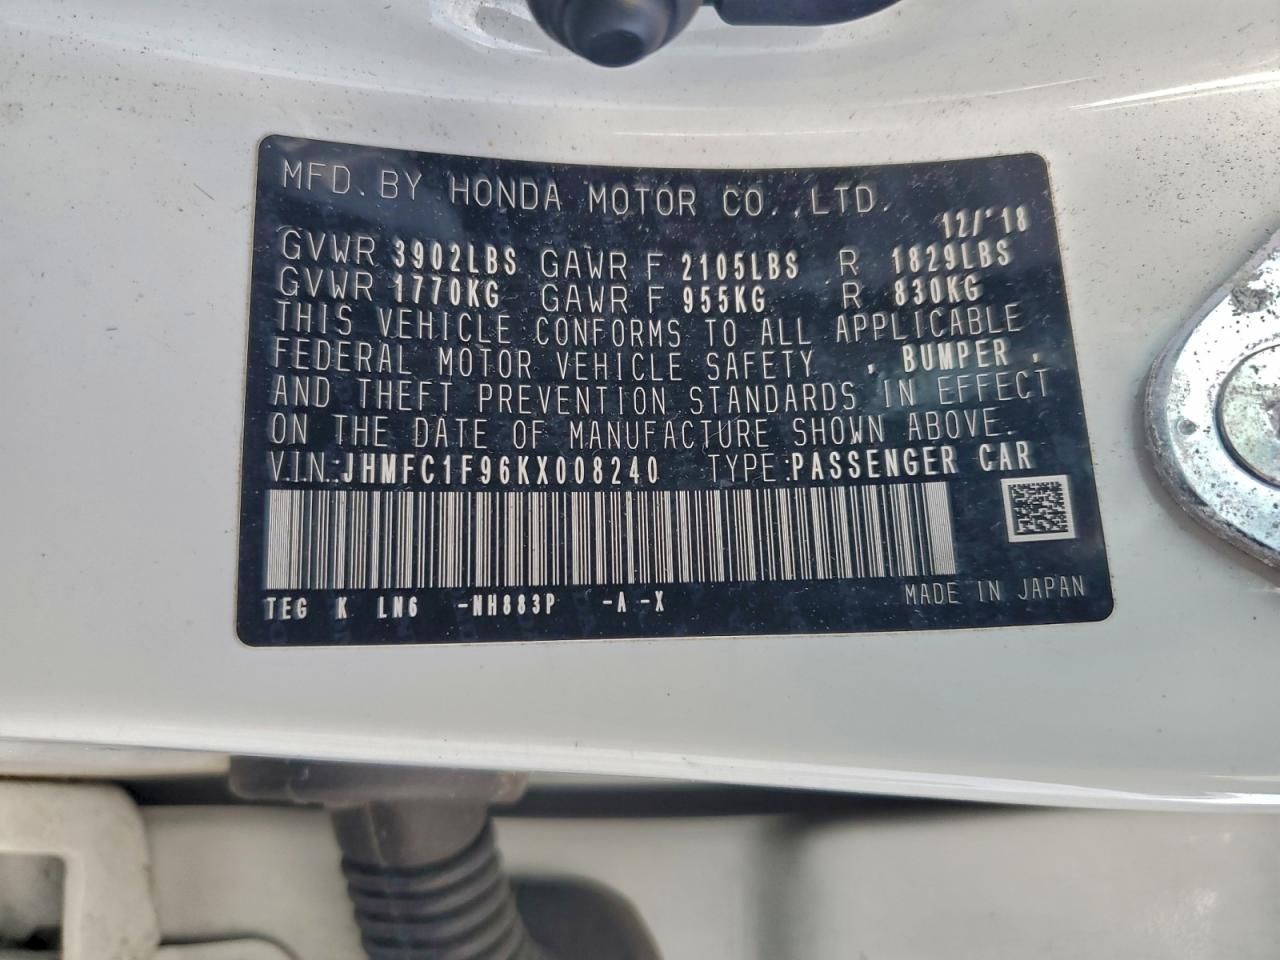 MFD. BY HONDA MOTOR CO., LTD.
12/'18
GVWR 3902LBS GAWR F 2105LBS R 1829LBS
GVWR 1770KG GAWR F 955KG R 830KG
THIS VEHICLE CONFORMS TO ALL APPLICABLE
FEDERAL MOTOR VEHICLE SAFETY , BUMPER ,
AND THEFT PREVENTION STANDARDS IN EFFECT
ON THE DATE OF MANUFACTURE SHOWN ABOVE.
V.I.N.:JHMFC1F96KX008240 TYPE:PASSENGER CAR
TEG K LN6 -NH883P -A -X
MADE IN JAPAN